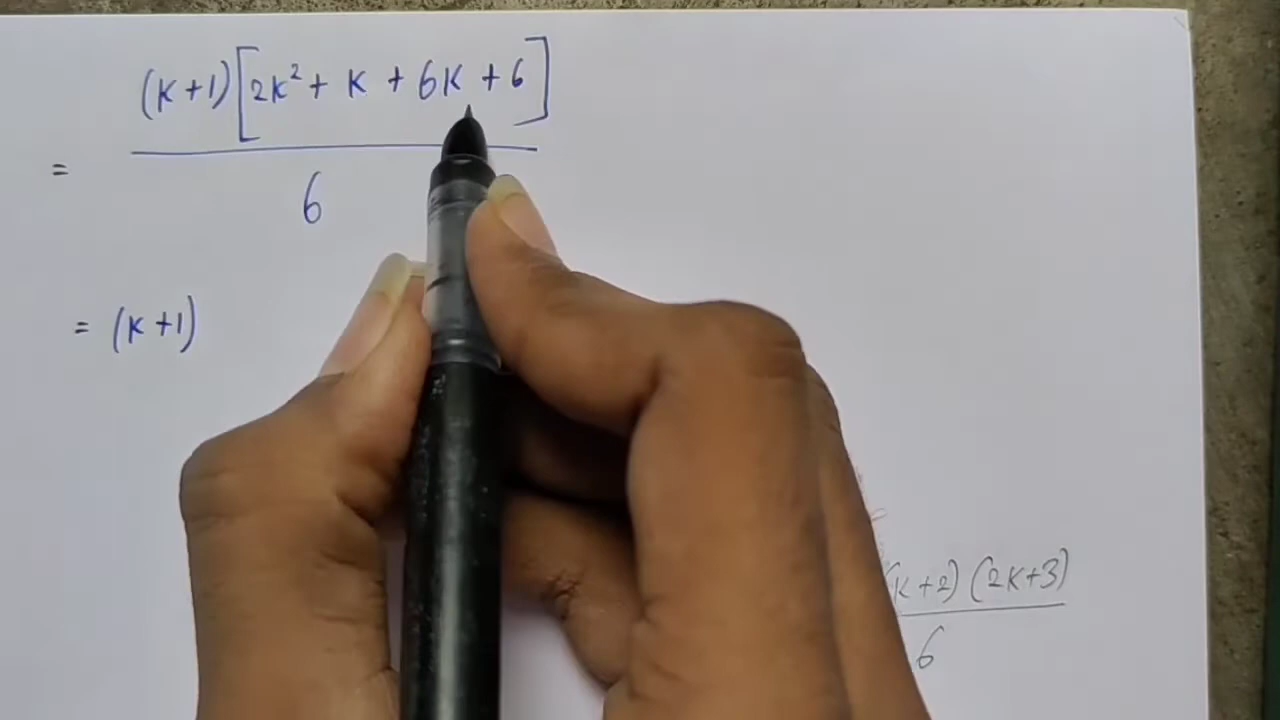 = (K+1)[2K² + K + 6K + 6] / 6
= (K+1)
(K+2) (2K+3) / 6